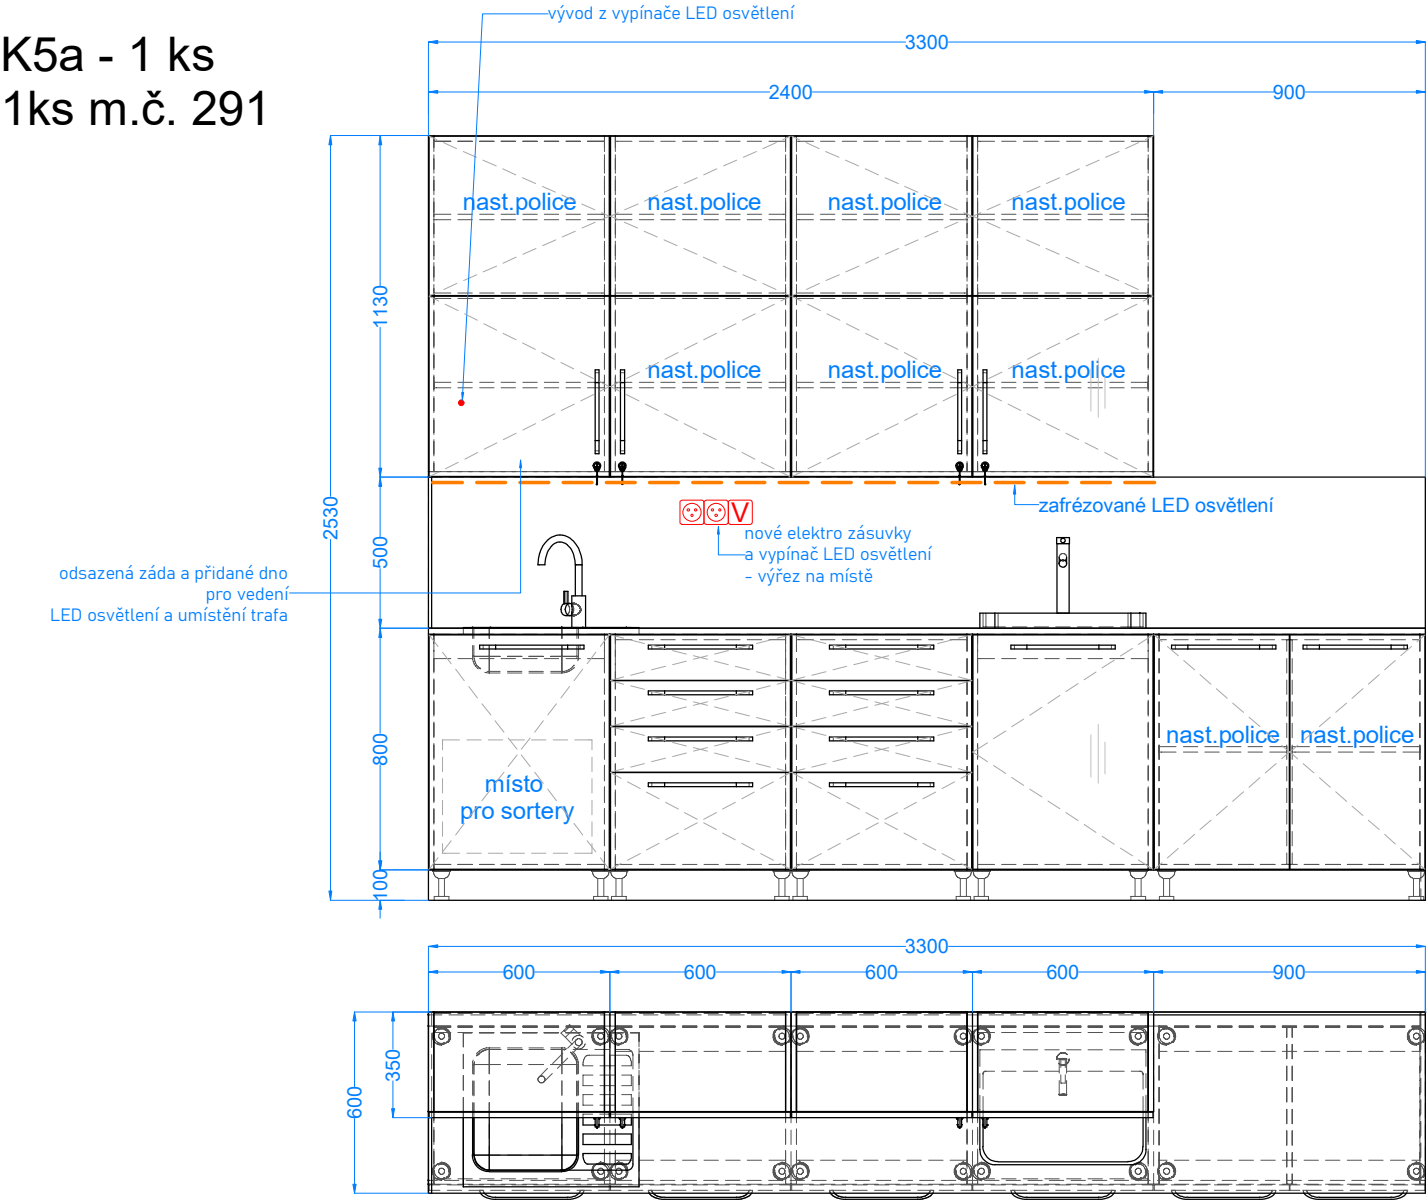 vývod z vypínače LED osvětlení
K5a - 1 ks
1ks m.č. 291
3300
2400
900
nast.police
nast.police
nast.police
nast.police
1130
nast.police
nast.police
nast.police
2530
zafrézované LED osvětlení
V
nové elektro zásuvky
a vypínač LED osvětlení
- výřez na místě
500
odsazená záda a přidané dno
pro vedení
LED osvětlení a umístění trafa
800
nast.police
nast.police
místo
pro sortery
100
3300
600
600
600
600
900
350
600